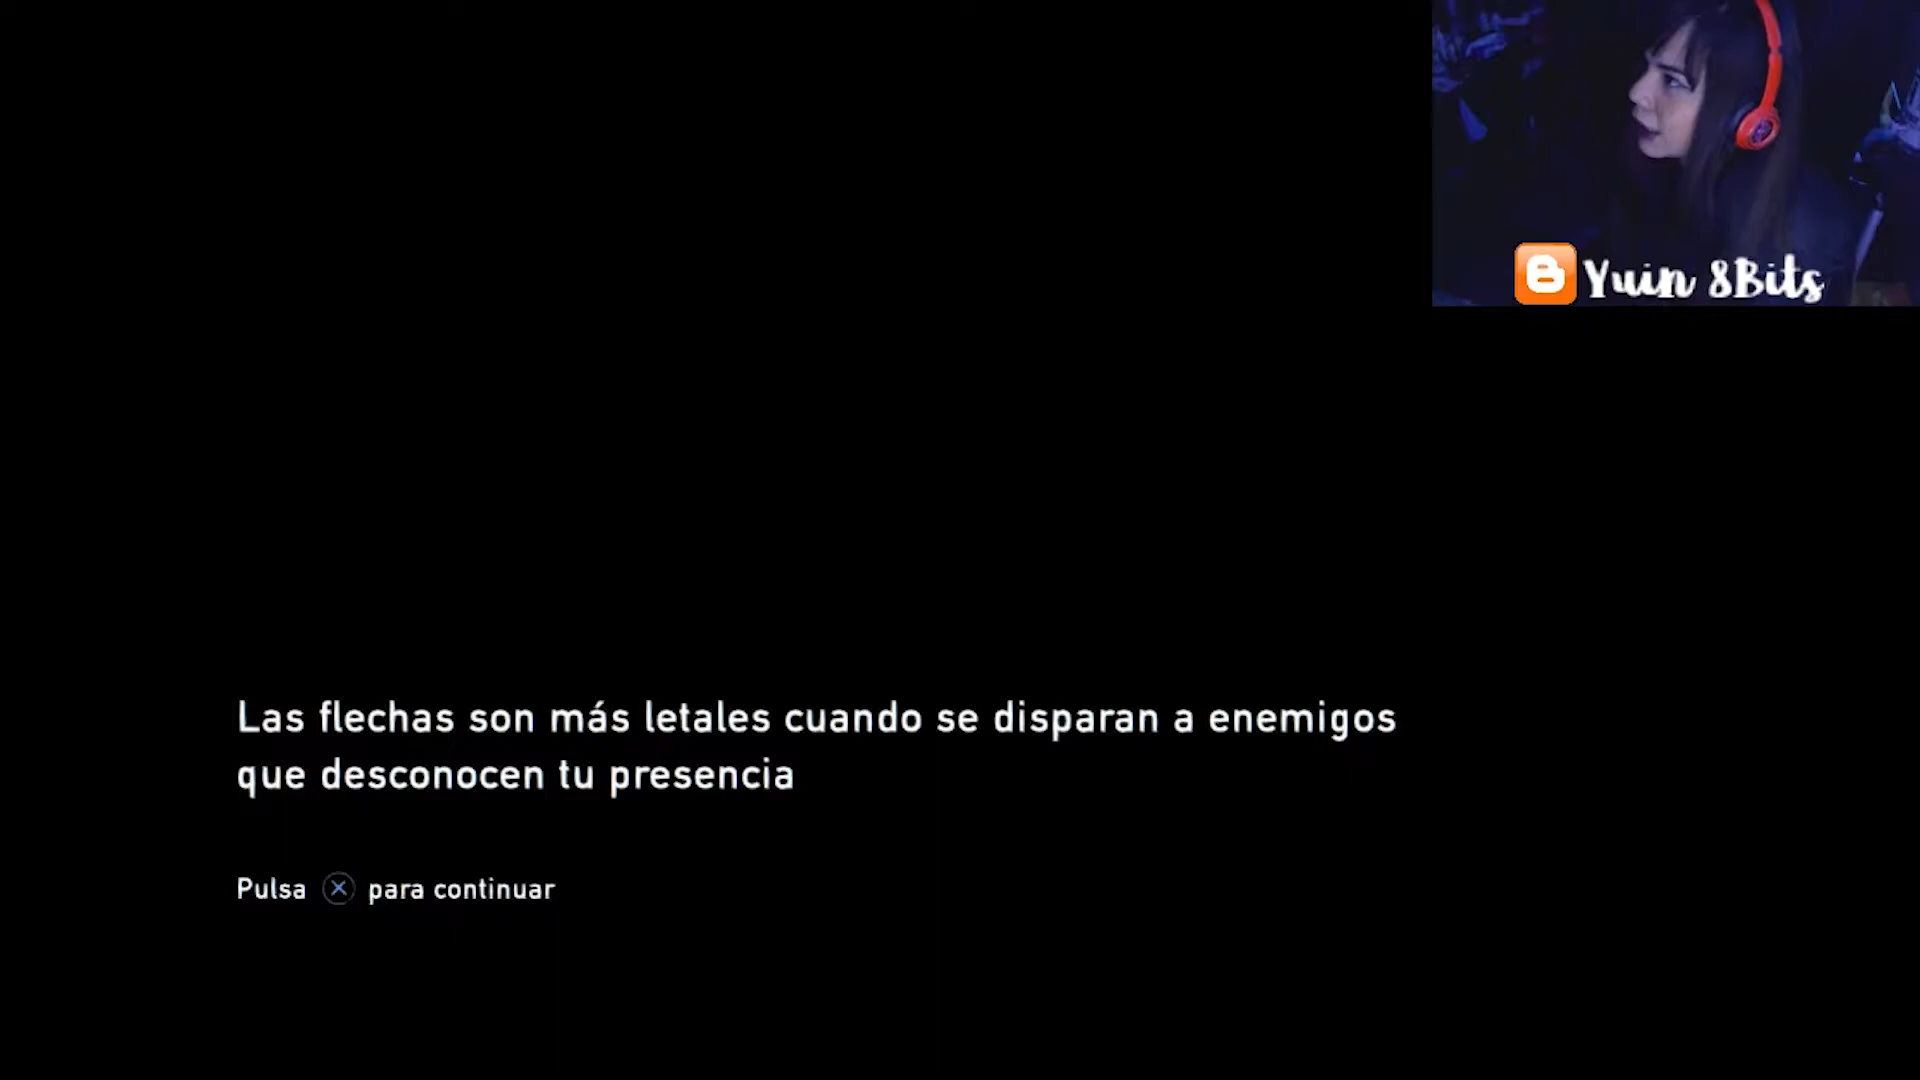 Yuin 8Bits
Las flechas son más letales cuando se disparan a enemigos
que desconocen tu presencia
Pulsa para continuar